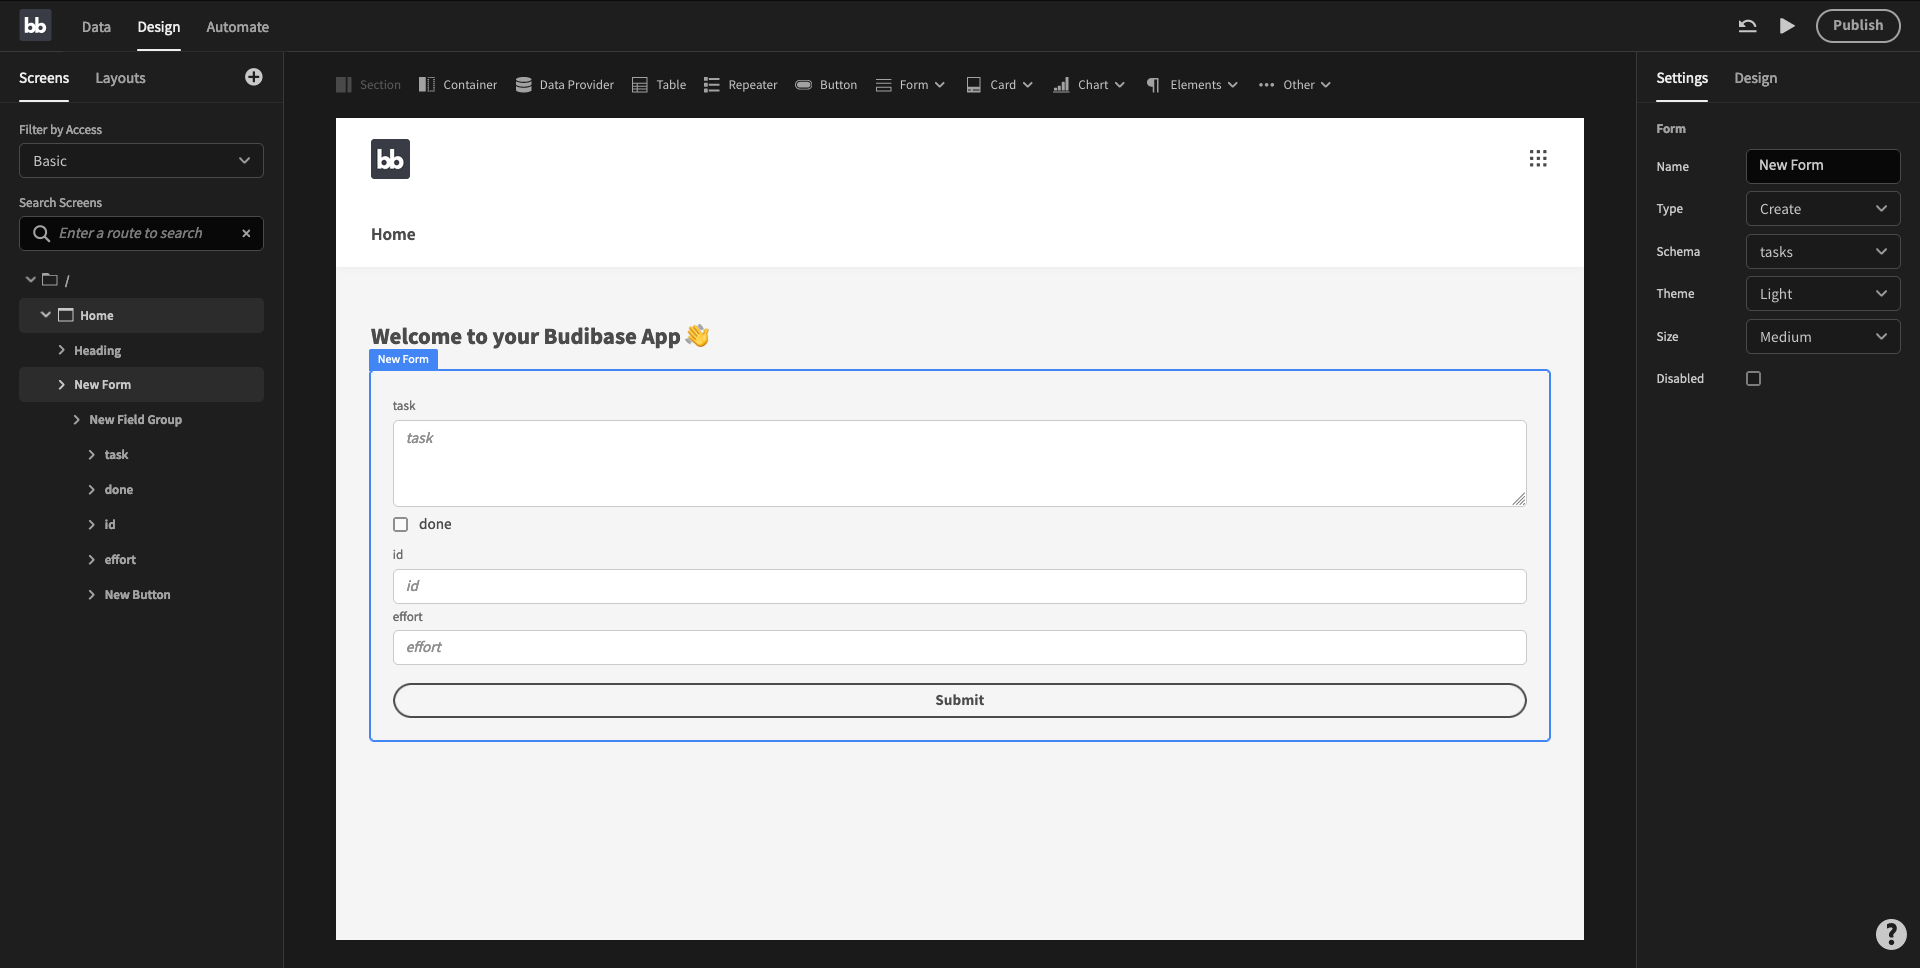 bb Data Design Automate Publish
Screens Layouts
Filter by Access
Basic
Search Screens
Enter a route to search
/
Home
Heading
New Form
New Field Group
task
done
id
effort
New Button
Section Container Data Provider Table Repeater Button Form Card Chart Elements Other
bb
Home
Welcome to your Budibase App 👋
New Form
task
task
done
id
id
effort
effort
Submit
Settings Design
Form
Name New Form
Type Create
Schema tasks
Theme Light
Size Medium
Disabled
?